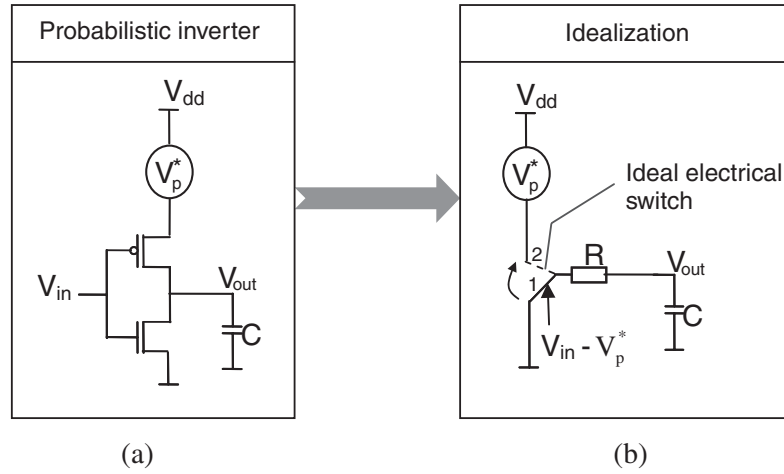 Probabilistic inverter
V_dd
V_p^*
V_in
V_out
C
(a)
Idealization
V_dd
V_p^*
Ideal electrical
switch
2
1
R
V_out
C
V_in - V_p^*
(b)